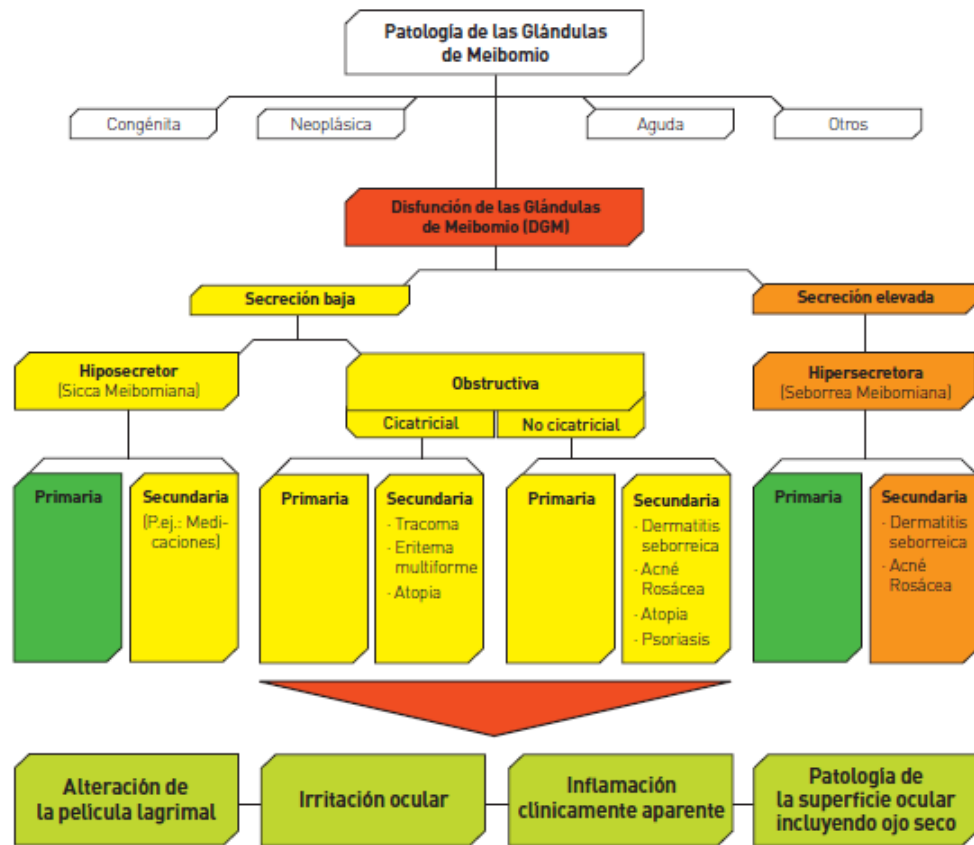 Patología de las Glándulas
de Meibomio
Congénita
Neoplásica
Aguda
Otros
Disfunción de las Glándulas
de Meibomio (DGM)
Secreción baja
Secreción elevada
Hiposecretor
(Sicca Meibomiana)
Obstructiva
Cicatricial
No cicatricial
Hipersecretora
(Seborrea Meibomiana)
Primaria
Secundaria
(P.ej.: Medi-
caciones)
Primaria
Secundaria
· Tracoma
· Eritema
multiforme
· Atopia
Primaria
Secundaria
· Dermatitis
seborreica
· Acné
Rosácea
· Atopia
· Psoriasis
Primaria
Secundaria
· Dermatitis
seborreica
· Acné
Rosácea
Alteración de
la película lagrimal
Irritación ocular
Inflamación
clínicamente aparente
Patología de
la superficie ocular
incluyendo ojo seco